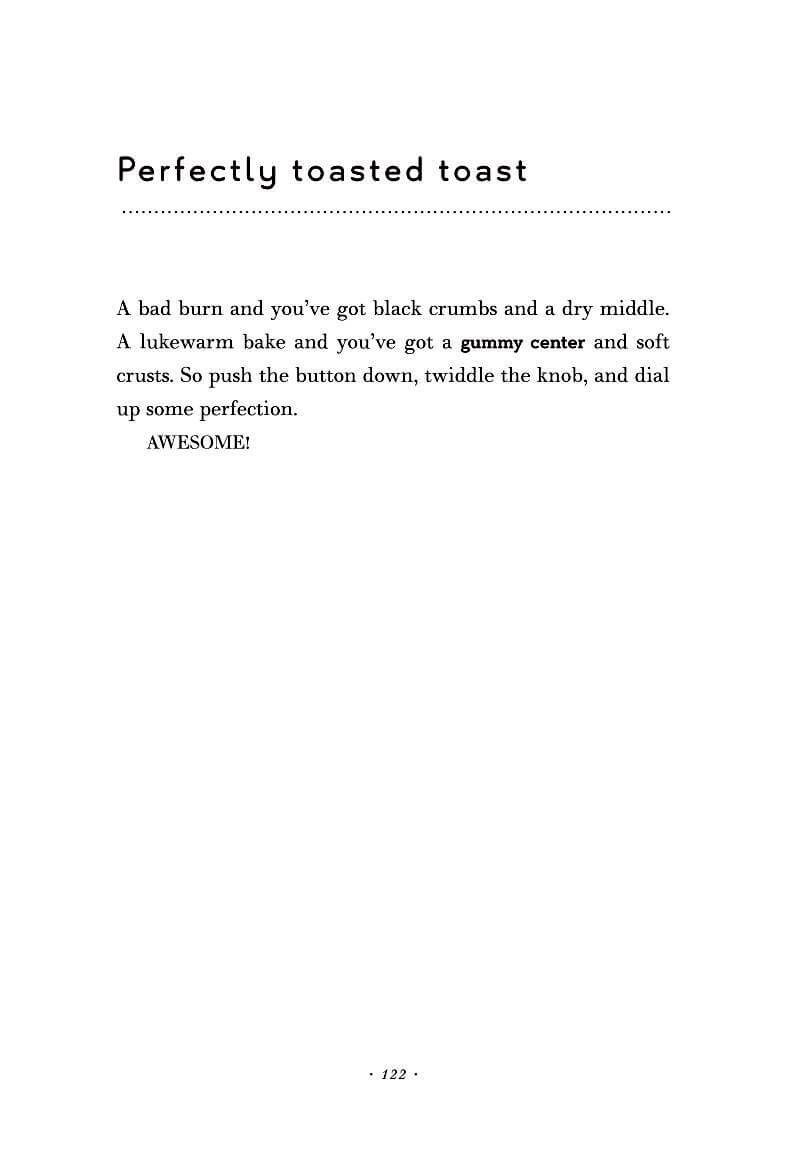 Perfectly toasted toast
A bad burn and you’ve got black crumbs and a dry middle.
A lukewarm bake and you’ve got a gummy center and soft
crusts. So push the button down, twiddle the knob, and dial
up some perfection.
AWESOME!
· 122 ·